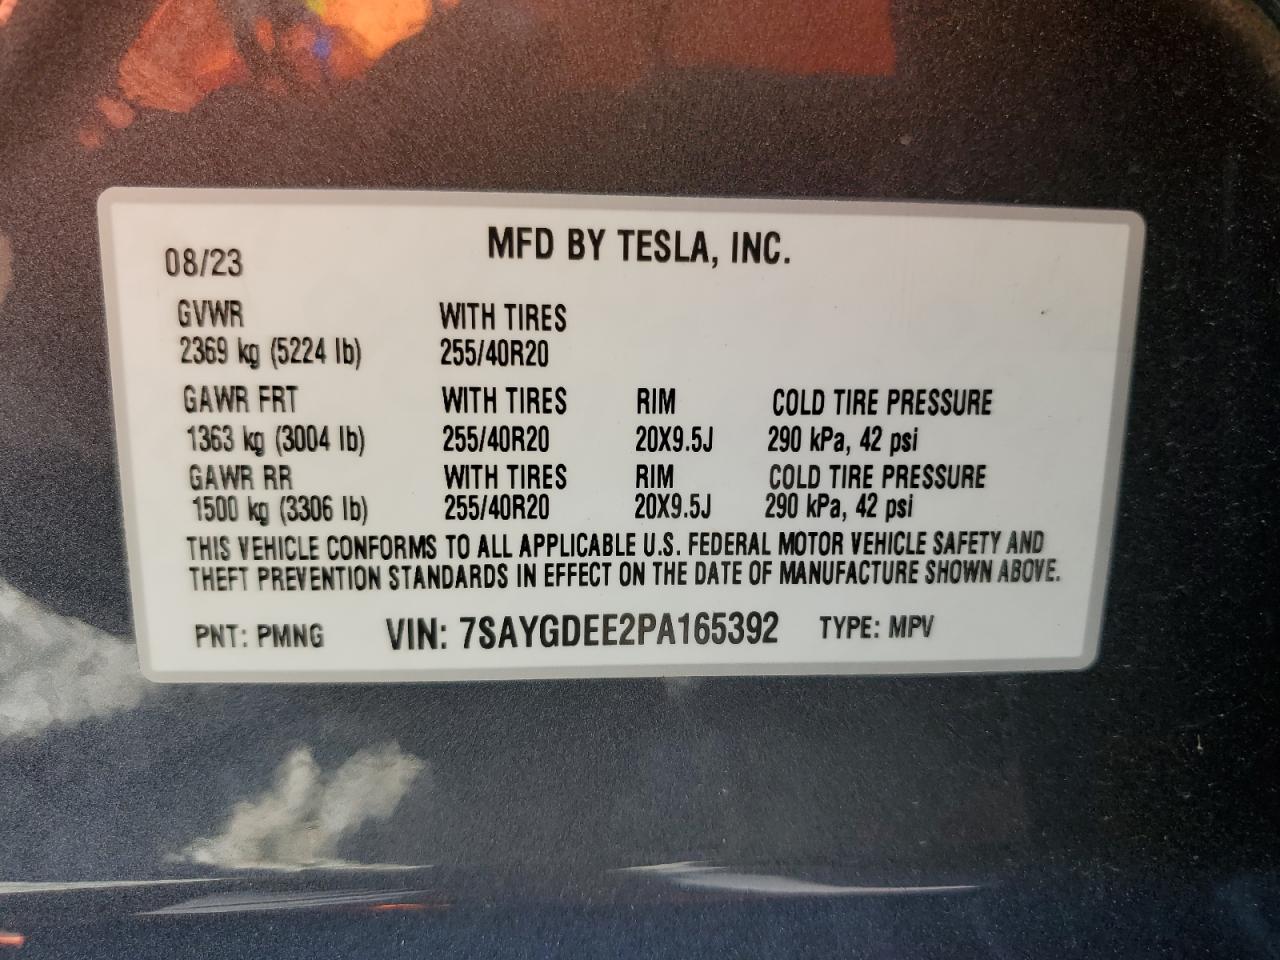 MFD BY TESLA, INC.
08/23
GVWR WITH TIRES
2369 kg (5224 lb) 255/40R20
GAWR FRT WITH TIRES RIM COLD TIRE PRESSURE
1363 kg (3004 lb) 255/40R20 20X9.5J 290 kPa, 42 psi
GAWR RR WITH TIRES RIM COLD TIRE PRESSURE
1500 kg (3306 lb) 255/40R20 20X9.5J 290 kPa, 42 psi
THIS VEHICLE CONFORMS TO ALL APPLICABLE U.S. FEDERAL MOTOR VEHICLE SAFETY AND
THEFT PREVENTION STANDARDS IN EFFECT ON THE DATE OF MANUFACTURE SHOWN ABOVE.
PNT: PMNG VIN: 7SAYGDEE2PA165392 TYPE: MPV